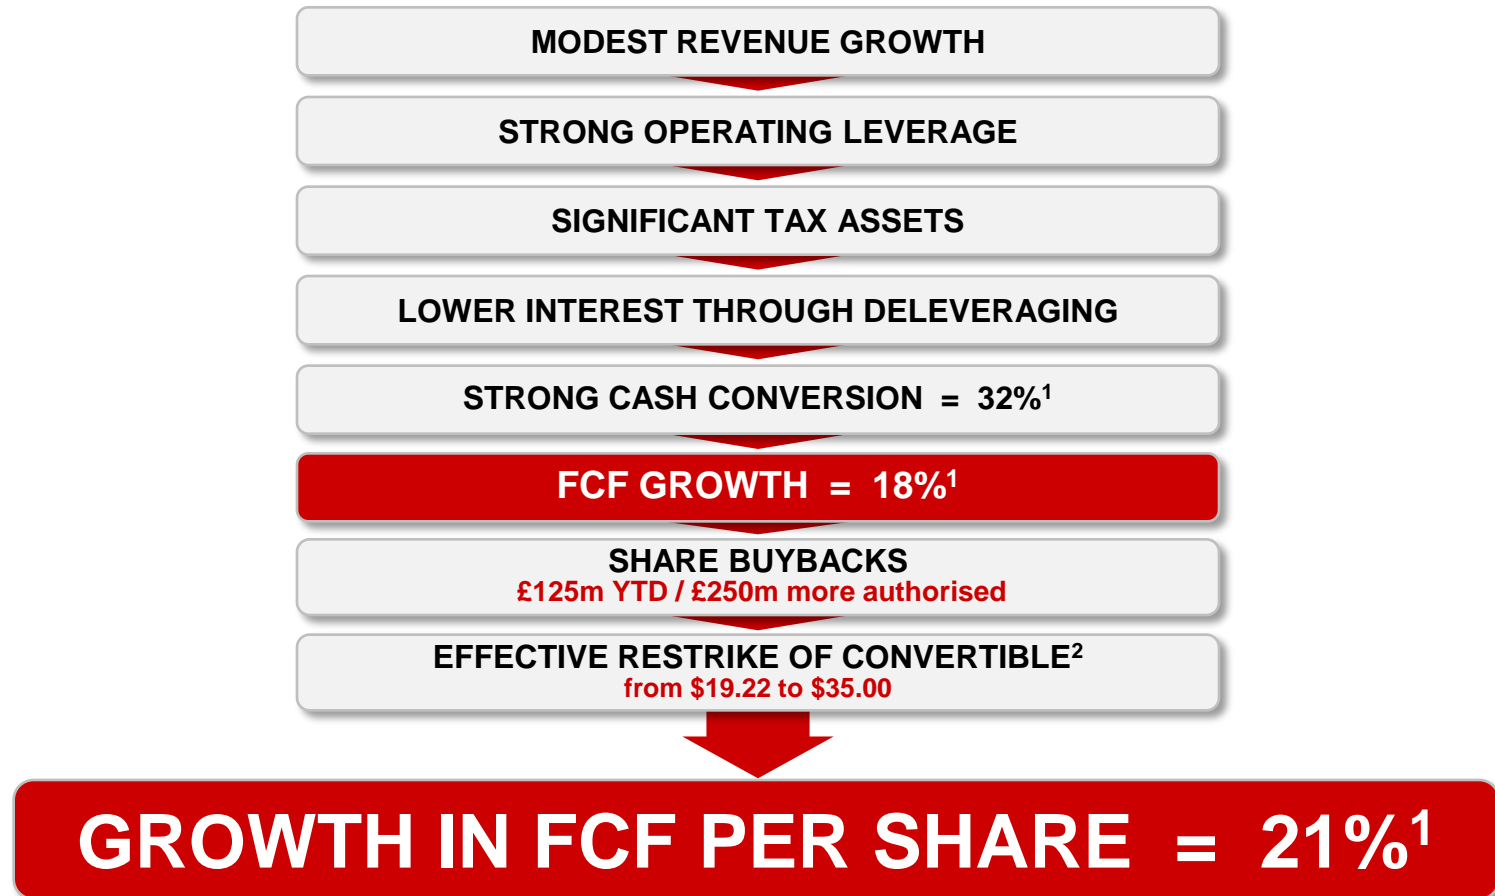 MODEST REVENUE GROWTH
STRONG OPERATING LEVERAGE
SIGNIFICANT TAX ASSETS
LOWER INTEREST THROUGH DELEVERAGING
STRONG CASH CONVERSION = 32%¹
FCF GROWTH = 18%¹
SHARE BUYBACKS
£125m YTD / £250m more authorised
EFFECTIVE RESTRIKE OF CONVERTIBLE²
from $19.22 to $35.00
GROWTH IN FCF PER SHARE = 21%¹